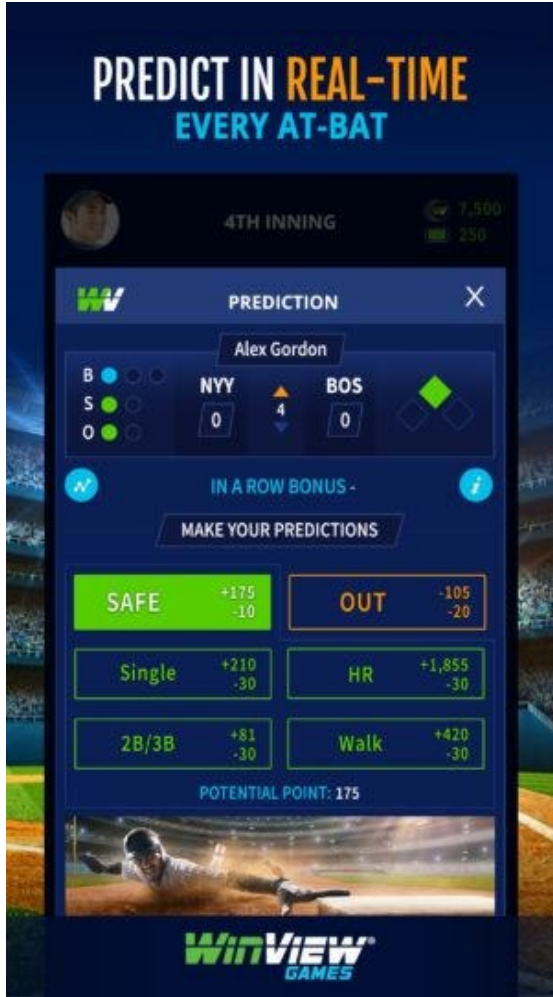 PREDICT IN REAL-TIME
EVERY AT-BAT
4TH INNING
7,500
250
WV
PREDICTION
X
Alex Gordon
B
S
O
NYY
0
4
BOS
0
IN A ROW BONUS -
i
MAKE YOUR PREDICTIONS
SAFE +175 -10
OUT -105 -20
Single +210 -30
HR +1,855 -30
2B/3B +81 -30
Walk +420 -30
POTENTIAL POINT: 175
WINVIEW®
GAMES